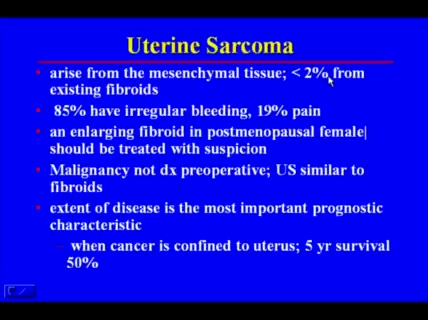 Uterine Sarcoma
arise from the mesenchymal tissue; < 2% from
existing fibroids
85% have irregular bleeding, 19% pain
an enlarging fibroid in postmenopausal female
should be treated with suspicion
Malignancy not dx preoperative; US similar to
fibroids
extent of disease is the most important prognostic
characteristic
– when cancer is confined to uterus; 5 yr survival
50%